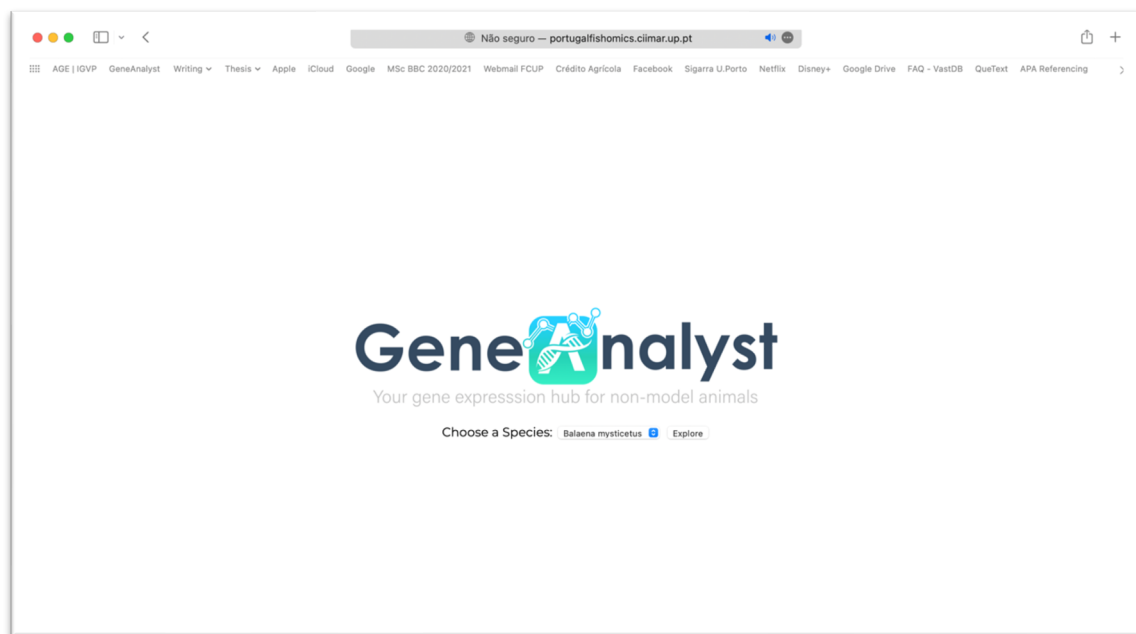 Não seguro — portugalfishomics.ciimar.up.pt
AGE | IGVP GeneAnalyst Writing Thesis Apple iCloud Google MSc BBC 2020/2021 Webmail FCUP Crédito Agrícola Facebook Sigarra U.Porto Netflix Disney+ Google Drive FAQ - VastDB QueText APA Referencing
GeneAnalyst
Your gene expresssion hub for non-model animals
Choose a Species: Balaena mysticetus Explore